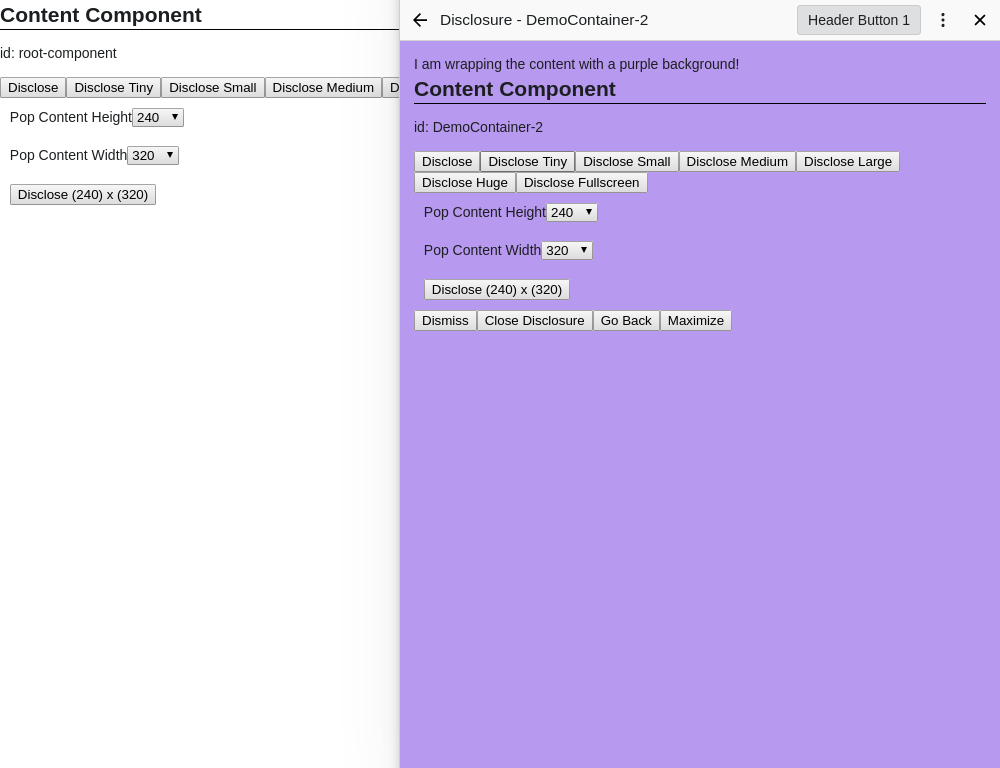 Content Component
id: root-component
Disclose Disclose Tiny Disclose Small Disclose Medium D
Pop Content Height 240
Pop Content Width 320
Disclose (240) x (320)
Disclosure - DemoContainer-2 Header Button 1
I am wrapping the content with a purple background!
Content Component
id: DemoContainer-2
Disclose Disclose Tiny Disclose Small Disclose Medium Disclose Large
Disclose Huge Disclose Fullscreen
Pop Content Height 240
Pop Content Width 320
Disclose (240) x (320)
Dismiss Close Disclosure Go Back Maximize